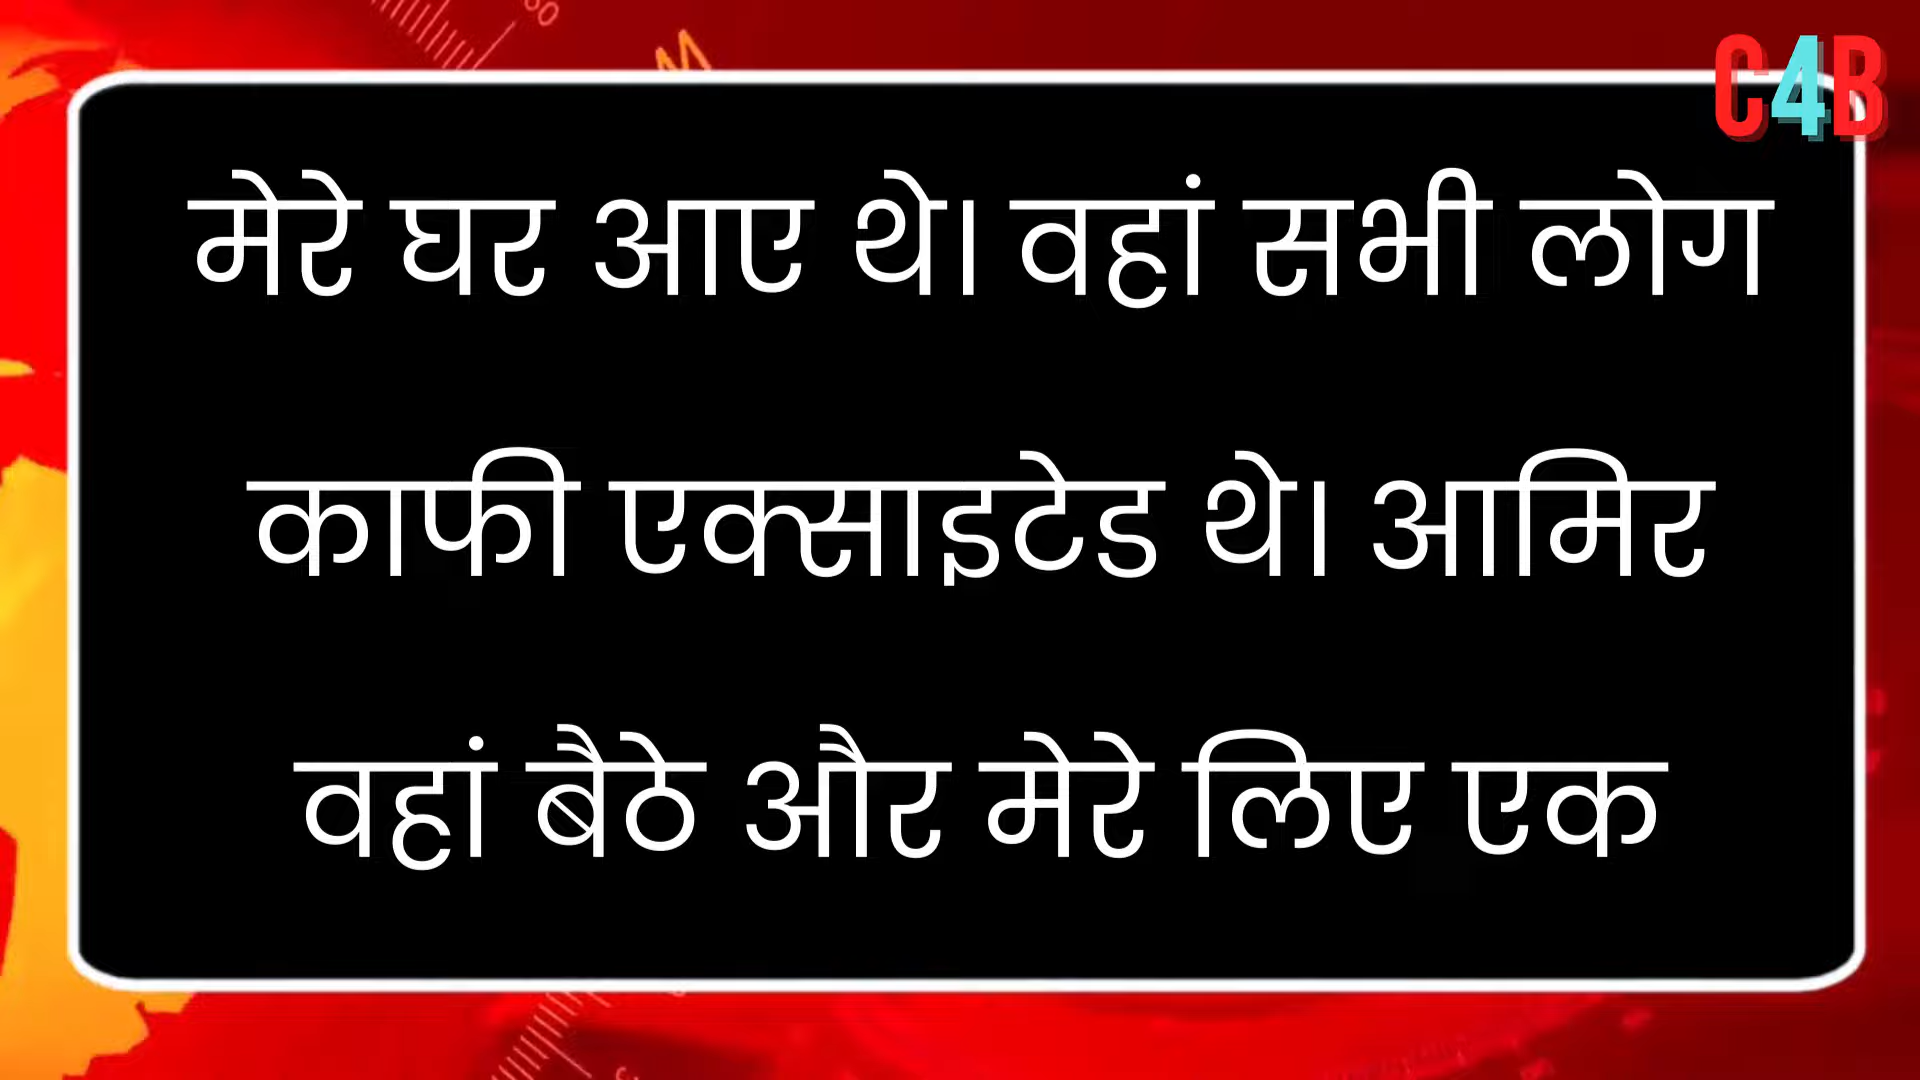 C4B
मेरे घर आए थे। वहां सभी लोग
काफी एक्साइटेड थे। आमिर
वहां बैठे और मेरे लिए एक